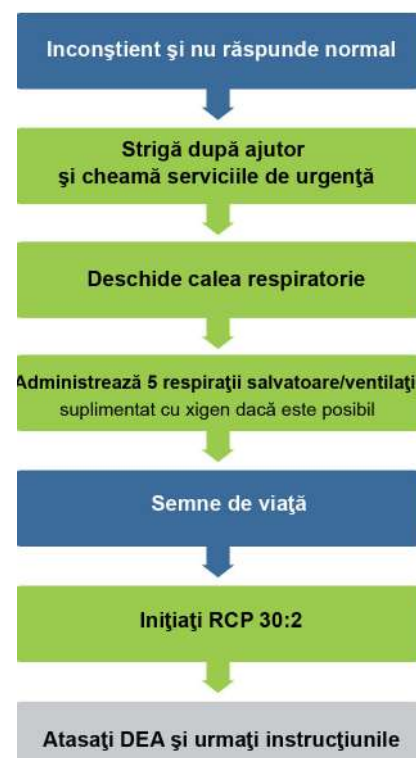 Inconştient şi nu răspunde normal
Strigă după ajutor
şi cheamă serviciile de urgenţă
Deschide calea respiratorie
Administrează 5 respiraţii salvatoare/ventilaţi
suplimentat cu xigen dacă este posibil
Semne de viaţă
Iniţiaţi RCP 30:2
Atasaţi DEA şi urmaţi instrucţiunile